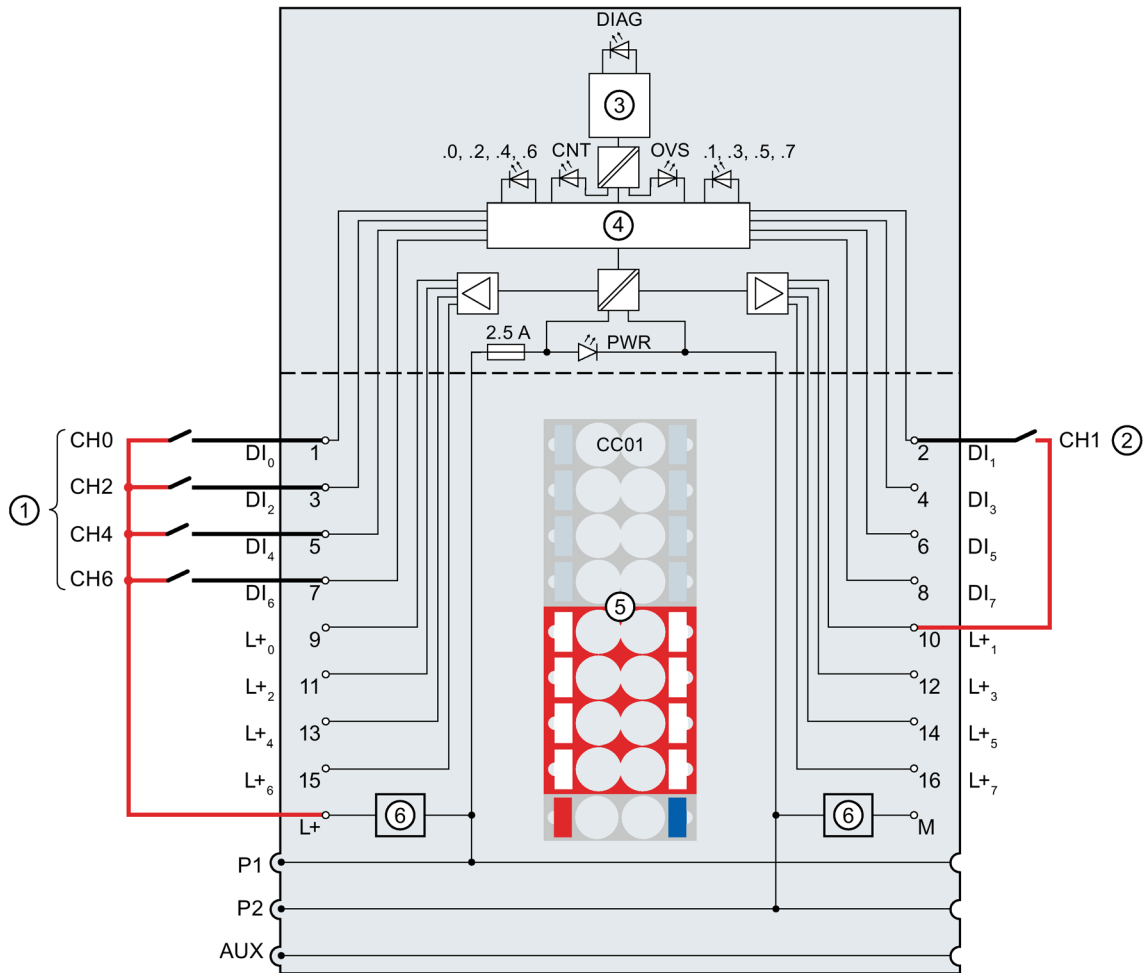 DIAG
③
.0, .2, .4, .6 CNT OVS .1, .3, .5, .7
④
2.5 A PWR
CH0 DI₀ 1 CC01 2 DI₁ CH1 ②
CH2 DI₂ 3 4 DI₃
① CH4 DI₄ 5 6 DI₅
CH6 DI₆ 7 8 DI₇
⑤
L+₀ 9 10 L+₁
L+₂ 11 12 L+₃
L+₄ 13 14 L+₅
L+₆ 15 16 L+₇
L+ ⑥ ⑥ M
P1
P2
AUX